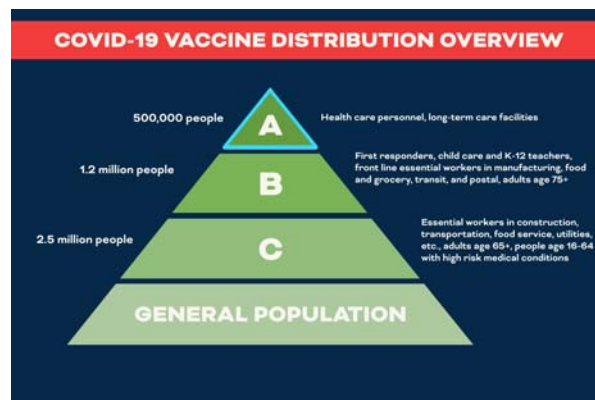 COVID-19 VACCINE DISTRIBUTION OVERVIEW
500,000 people
A
Health care personnel, long-term care facilities
1.2 million people
B
First responders, child care and K-12 teachers,
front line essential workers in manufacturing, food
and grocery, transit, and postal, adults age 75+
2.5 million people
C
Essential workers in construction,
transportation, food service, utilities,
etc., adults age 65+, people age 16-64
with high risk medical conditions
GENERAL POPULATION